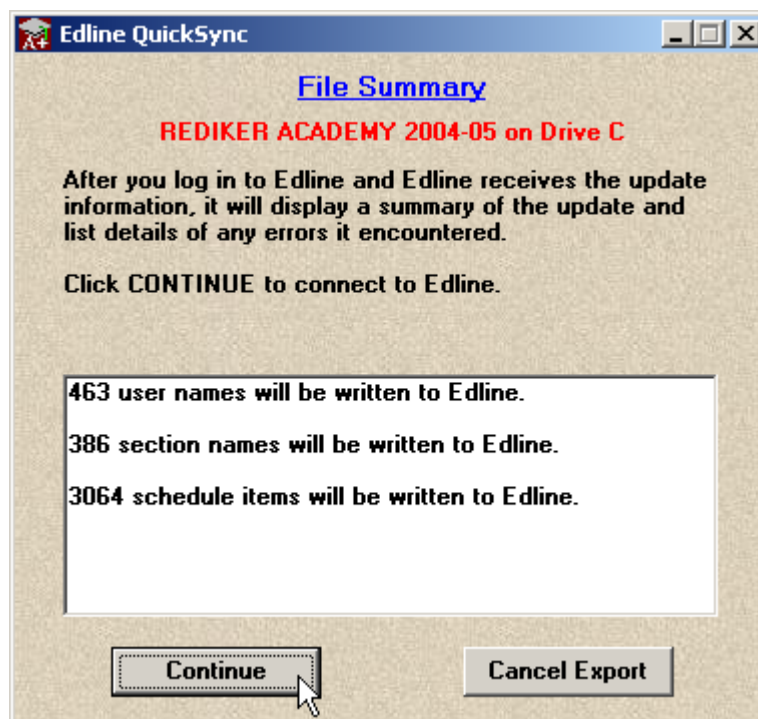 Edline QuickSync
File Summary
REDIKER ACADEMY 2004-05 on Drive C
After you log in to Edline and Edline receives the update
information, it will display a summary of the update and
list details of any errors it encountered.
Click CONTINUE to connect to Edline.
463 user names will be written to Edline.
386 section names will be written to Edline.
3064 schedule items will be written to Edline.
Continue
Cancel Export